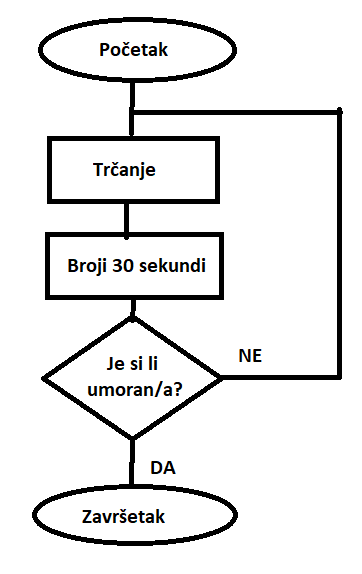 Početak
Trčanje
Broji 30 sekundi
Je si li
umoran/a?
NE
DA
Završetak